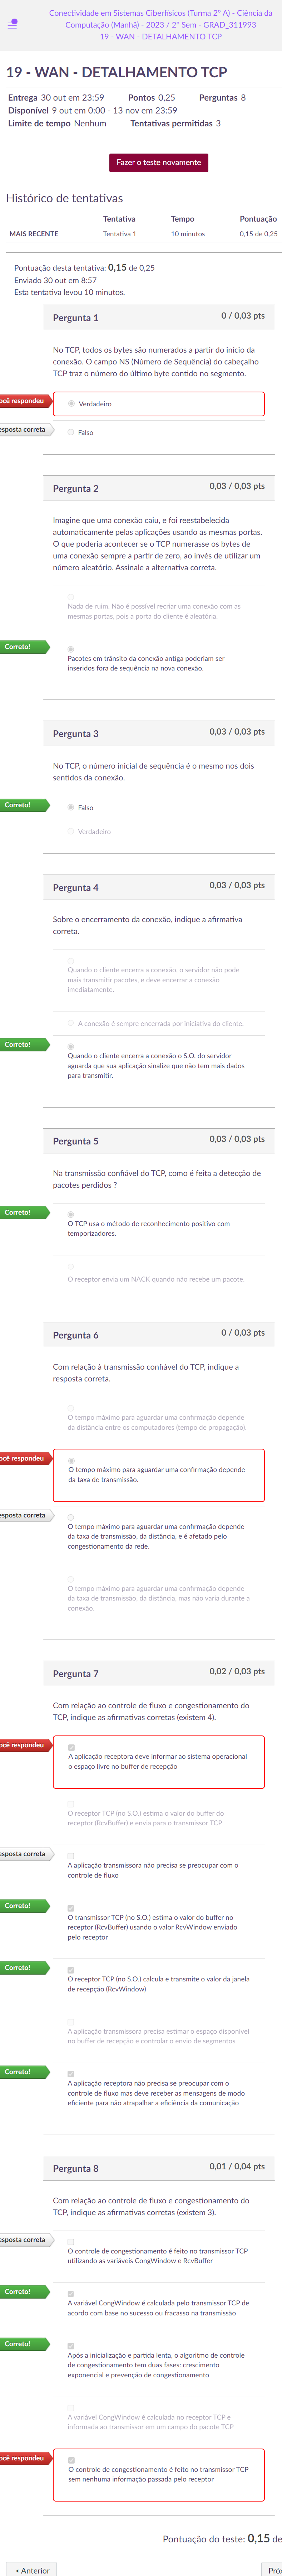 Conectividade em Sistemas Ciberfísicos (Turma 2º A) - Ciência da
Computação (Manhã) - 2023 / 2º Sem - GRAD_311993
19 - WAN - DETALHAMENTO TCP
19 - WAN - DETALHAMENTO TCP
Entrega 30 out em 23:59 Pontos 0,25 Perguntas 8
Disponível 9 out em 0:00 - 13 nov em 23:59
Limite de tempo Nenhum Tentativas permitidas 3
Fazer o teste novamente
Histórico de tentativas
Tentativa Tempo Pontuação
MAIS RECENTE Tentativa 1 10 minutos 0,15 de 0,25
Pontuação desta tentativa: 0,15 de 0,25
Enviado 30 out em 8:57
Esta tentativa levou 10 minutos.
Pergunta 1 0 / 0,03 pts
No TCP, todos os bytes são numerados a partir do início da
conexão. O campo NS (Número de Sequência) do cabeçalho
TCP traz o número do último byte contido no segmento.
ocê respondeu Verdadeiro
esposta correta Falso
Pergunta 2 0,03 / 0,03 pts
Imagine que uma conexão caiu, e foi reestabelecida
automaticamente pelas aplicações usando as mesmas portas.
O que poderia acontecer se o TCP numerasse os bytes de
uma conexão sempre a partir de zero, ao invés de utilizar um
número aleatório. Assinale a alternativa correta.
Nada de ruim. Não é possível recriar uma conexão com as
mesmas portas, pois a porta do cliente é aleatória.
Correto!
Pacotes em trânsito da conexão antiga poderiam ser
inseridos fora de sequência na nova conexão.
Pergunta 3 0,03 / 0,03 pts
No TCP, o número inicial de sequência é o mesmo nos dois
sentidos da conexão.
Correto! Falso
Verdadeiro
Pergunta 4 0,03 / 0,03 pts
Sobre o encerramento da conexão, indique a afirmativa
correta.
Quando o cliente encerra a conexão, o servidor não pode
mais transmitir pacotes, e deve encerrar a conexão
imediatamente.
A conexão é sempre encerrada por iniciativa do cliente.
Correto!
Quando o cliente encerra a conexão o S.O. do servidor
aguarda que sua aplicação sinalize que não tem mais dados
para transmitir.
Pergunta 5 0,03 / 0,03 pts
Na transmissão confiável do TCP, como é feita a detecção de
pacotes perdidos ?
Correto!
O TCP usa o método de reconhecimento positivo com
temporizadores.
O receptor envia um NACK quando não recebe um pacote.
Pergunta 6 0 / 0,03 pts
Com relação à transmissão confiável do TCP, indique a
resposta correta.
O tempo máximo para aguardar uma confirmação depende
da distância entre os computadores (tempo de propagação).
ocê respondeu
O tempo máximo para aguardar uma confirmação depende
da taxa de transmissão.
esposta correta
O tempo máximo para aguardar uma confirmação depende
da taxa de transmissão, da distância, e é afetado pelo
congestionamento da rede.
O tempo máximo para aguardar uma confirmação depende
da taxa de transmissão, da distância, mas não varia durante a
conexão.
Pergunta 7 0,02 / 0,03 pts
Com relação ao controle de fluxo e congestionamento do
TCP, indique as afirmativas corretas (existem 4).
ocê respondeu
A aplicação receptora deve informar ao sistema operacional
o espaço livre no buffer de recepção
O receptor TCP (no S.O.) estima o valor do buffer do
receptor (RcvBuffer) e envia para o transmissor TCP
esposta correta
A aplicação transmissora não precisa se preocupar com o
controle de fluxo
Correto!
O transmissor TCP (no S.O.) estima o valor do buffer no
receptor (RcvBuffer) usando o valor RcvWindow enviado
pelo receptor
Correto!
O receptor TCP (no S.O.) calcula e transmite o valor da janela
de recepção (RcvWindow)
A aplicação transmissora precisa estimar o espaço disponível
no buffer de recepção e controlar o envio de segmentos
Correto!
A aplicação receptora não precisa se preocupar com o
controle de fluxo mas deve receber as mensagens de modo
eficiente para não atrapalhar a eficiência da comunicação
Pergunta 8 0,01 / 0,04 pts
Com relação ao controle de fluxo e congestionamento do
TCP, indique as afirmativas corretas (existem 3).
esposta correta
O controle de congestionamento é feito no transmissor TCP
utilizando as variáveis CongWindow e RcvBuffer
Correto!
A variável CongWindow é calculada pelo transmissor TCP de
acordo com base no sucesso ou fracasso na transmissão
Correto!
Após a inicialização e partida lenta, o algoritmo de controle
de congestionamento tem duas fases: crescimento
exponencial e prevenção de congestionamento
A variável CongWindow é calculada no receptor TCP e
informada ao transmissor em um campo do pacote TCP
ocê respondeu
O controle de congestionamento é feito no transmissor TCP
sem nenhuma informação passada pelo receptor
Pontuação do teste: 0,15 de
◂ Anterior Próx